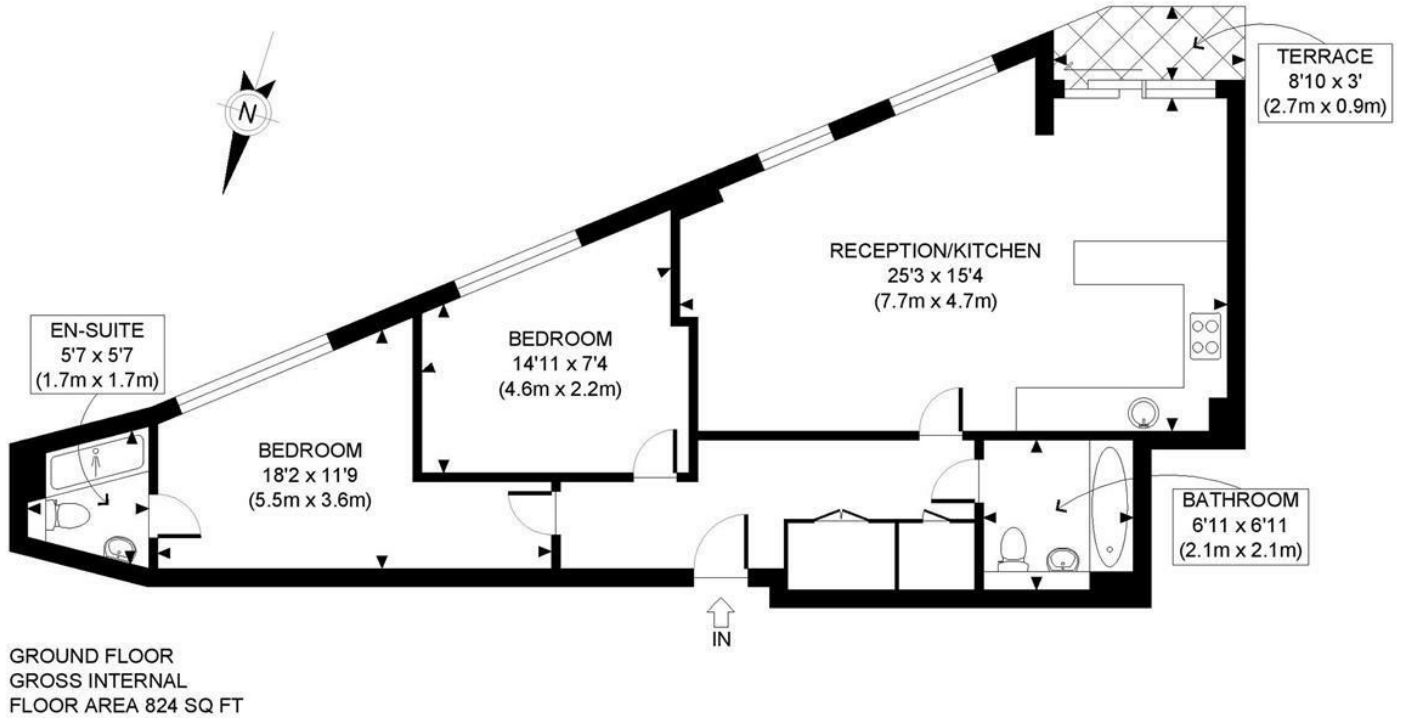 N
TERRACE
8'10 x 3'
(2.7m x 0.9m)
RECEPTION/KITCHEN
25'3 x 15'4
(7.7m x 4.7m)
EN-SUITE
5'7 x 5'7
(1.7m x 1.7m)
BEDROOM
14'11 x 7'4
(4.6m x 2.2m)
BEDROOM
18'2 x 11'9
(5.5m x 3.6m)
BATHROOM
6'11 x 6'11
(2.1m x 2.1m)
IN
GROUND FLOOR
GROSS INTERNAL
FLOOR AREA 824 SQ FT